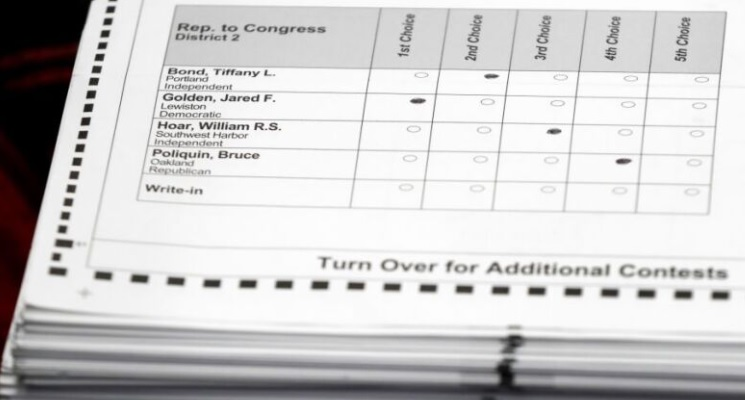 Rep. to Congress
District 2
1st Choice
2nd Choice
3rd Choice
4th Choice
5th Choice
Bond, Tiffany L.
Portland
Independent
Golden, Jared F.
Lewiston
Democratic
Hoar, William R.S.
Southwest Harbor
Independent
Poliquin, Bruce
Oakland
Republican
Write-in
Turn Over for Additional Contests